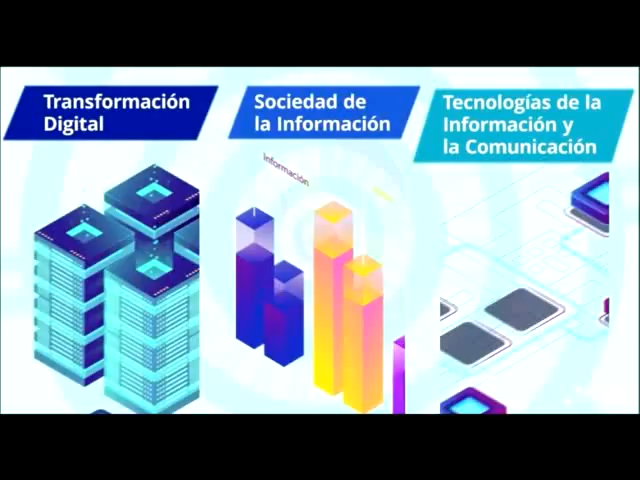 Transformación
Digital
Sociedad de
la Información
Tecnologías de la
Información y
la Comunicación
Información